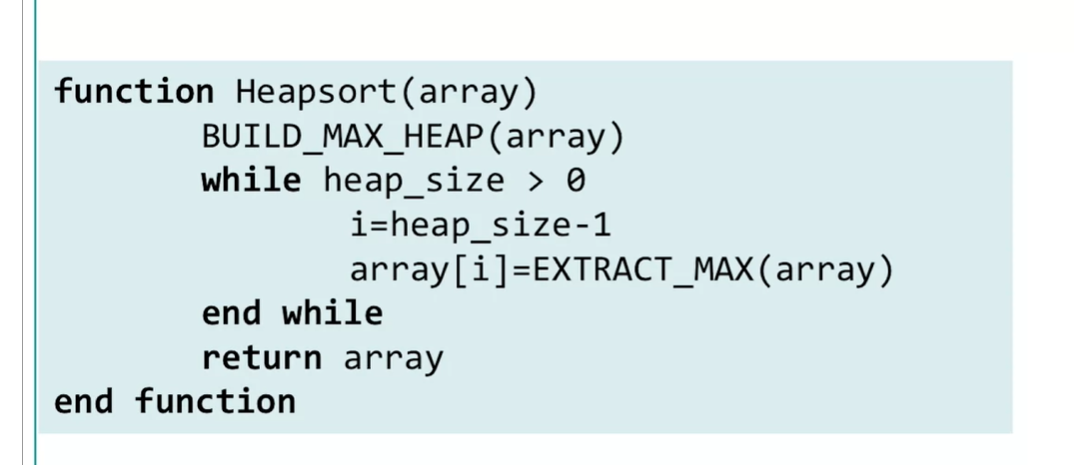 function Heapsort(array)
BUILD_MAX_HEAP(array)
while heap_size > 0
i=heap_size-1
array[i]=EXTRACT_MAX(array)
end while
return array
end function